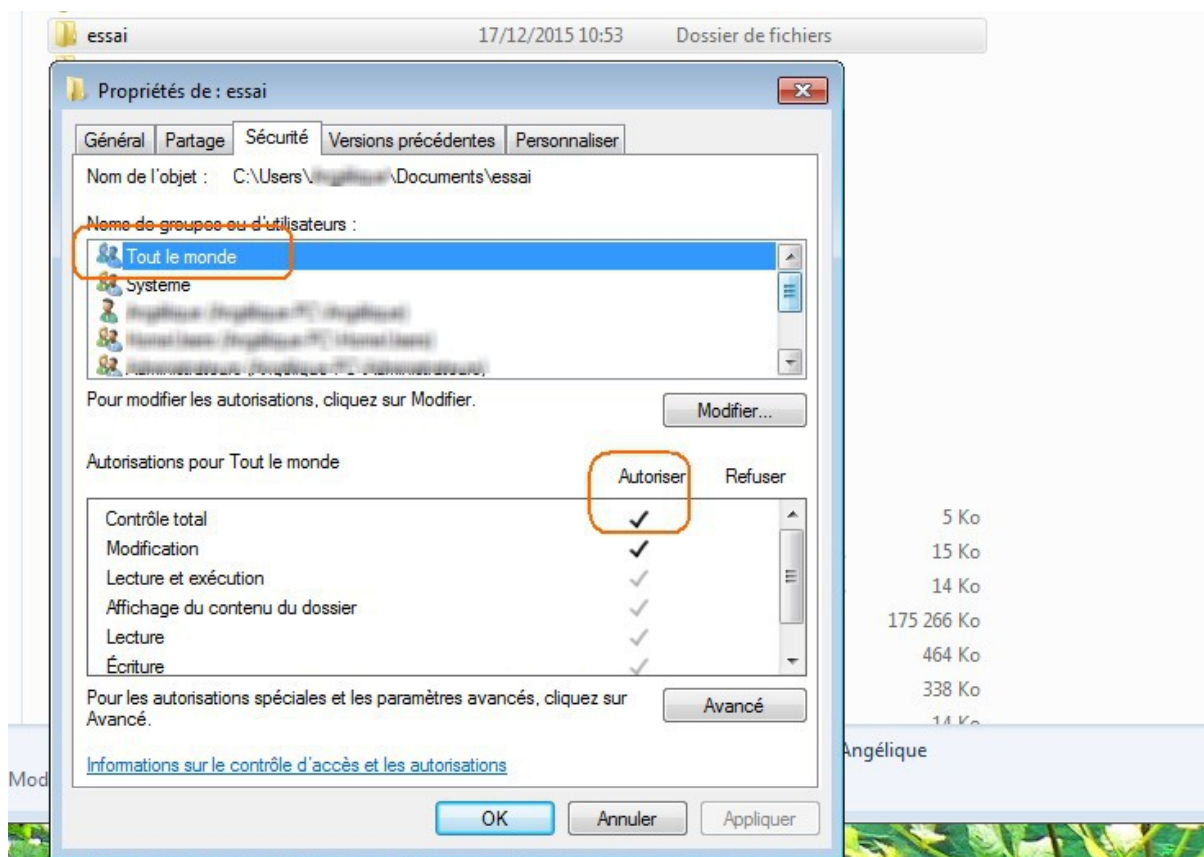 essai 17/12/2015 10:53 Dossier de fichiers
Propriétés de : essai
Général Partage Sécurité Versions précédentes Personnaliser
Nom de l'objet : C:\Users\ \Documents\essai
Noms de groupes ou d'utilisateurs :
Tout le monde
Système
Pour modifier les autorisations, cliquez sur Modifier.
Modifier...
Autorisations pour Tout le monde
Autoriser Refuser
Contrôle total
Modification
Lecture et exécution
Affichage du contenu du dossier
Lecture
Écriture
5 Ko
15 Ko
14 Ko
175 266 Ko
464 Ko
338 Ko
14 Ko
Pour les autorisations spéciales et les paramètres avancés, cliquez sur
Avancé.
Avancé
Informations sur le contrôle d'accès et les autorisations
Angélique
Mod
OK Annuler Appliquer